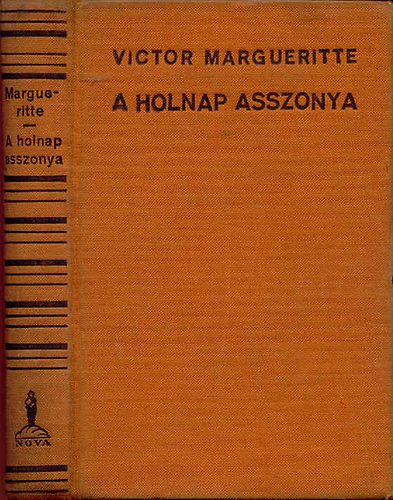 Margue-
ritte
A holnap
asszonya
NOVA
VICTOR MARGUERITTE
A HOLNAP ASSZONYA